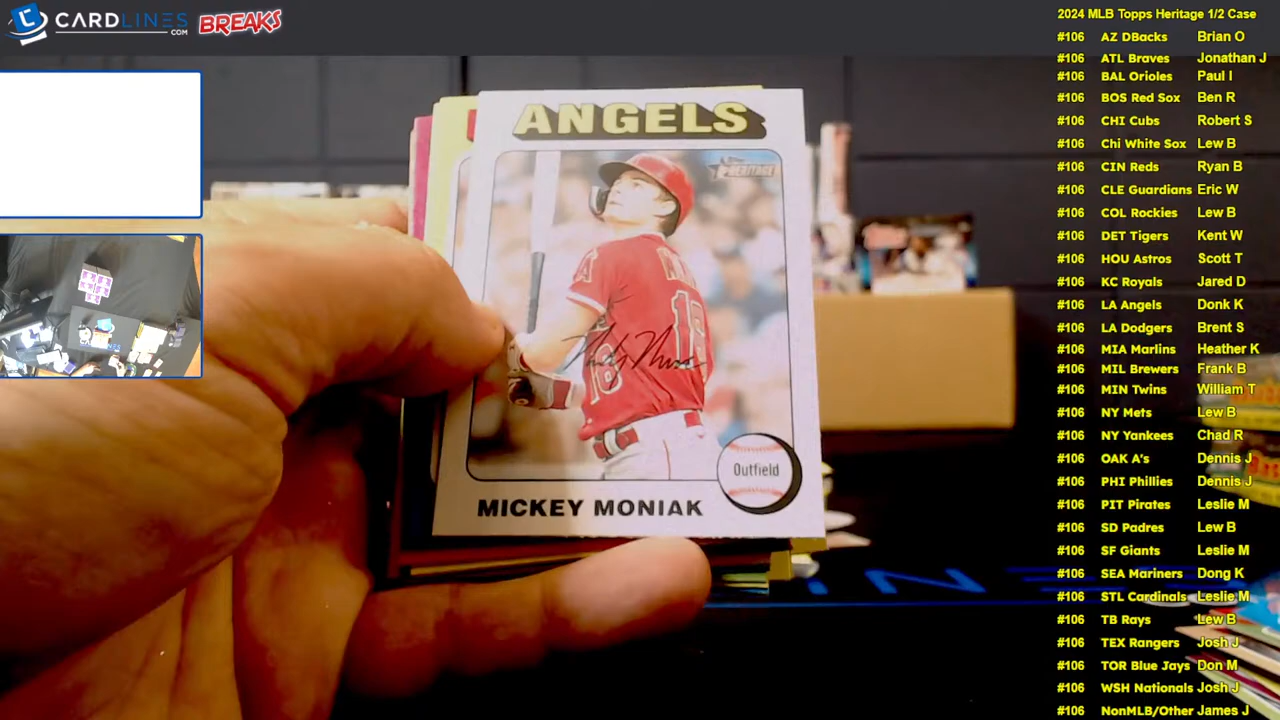 CARDLINES
.COM
BREAKS
2024 MLB Topps Heritage 1/2 Case
#106 AZ DBacks Brian O
#106 ATL Braves Jonathan J
#106 BAL Orioles Paul I
#106 BOS Red Sox Ben R
#106 CHI Cubs Robert S
#106 Chi White Sox Lew B
#106 CIN Reds Ryan B
#106 CLE Guardians Eric W
#106 COL Rockies Lew B
#106 DET Tigers Kent W
#106 HOU Astros Scott T
#106 KC Royals Jared D
#106 LA Angels Donk K
#106 LA Dodgers Brent S
#106 MIA Marlins Heather K
#106 MIL Brewers Frank B
#106 MIN Twins William T
#106 NY Mets Lew B
#106 NY Yankees Chad R
#106 OAK A's Dennis J
#106 PHI Phillies Dennis J
#106 PIT Pirates Leslie M
#106 SD Padres Lew B
#106 SF Giants Leslie M
#106 SEA Mariners Dong K
#106 STL Cardinals Leslie M
#106 TB Rays Lew B
#106 TEX Rangers Josh J
#106 TOR Blue Jays Don M
#106 WSH Nationals Josh J
#106 NonMLB/Other James J
ANGELS
HERITAGE
Outfield
MICKEY MONIAK